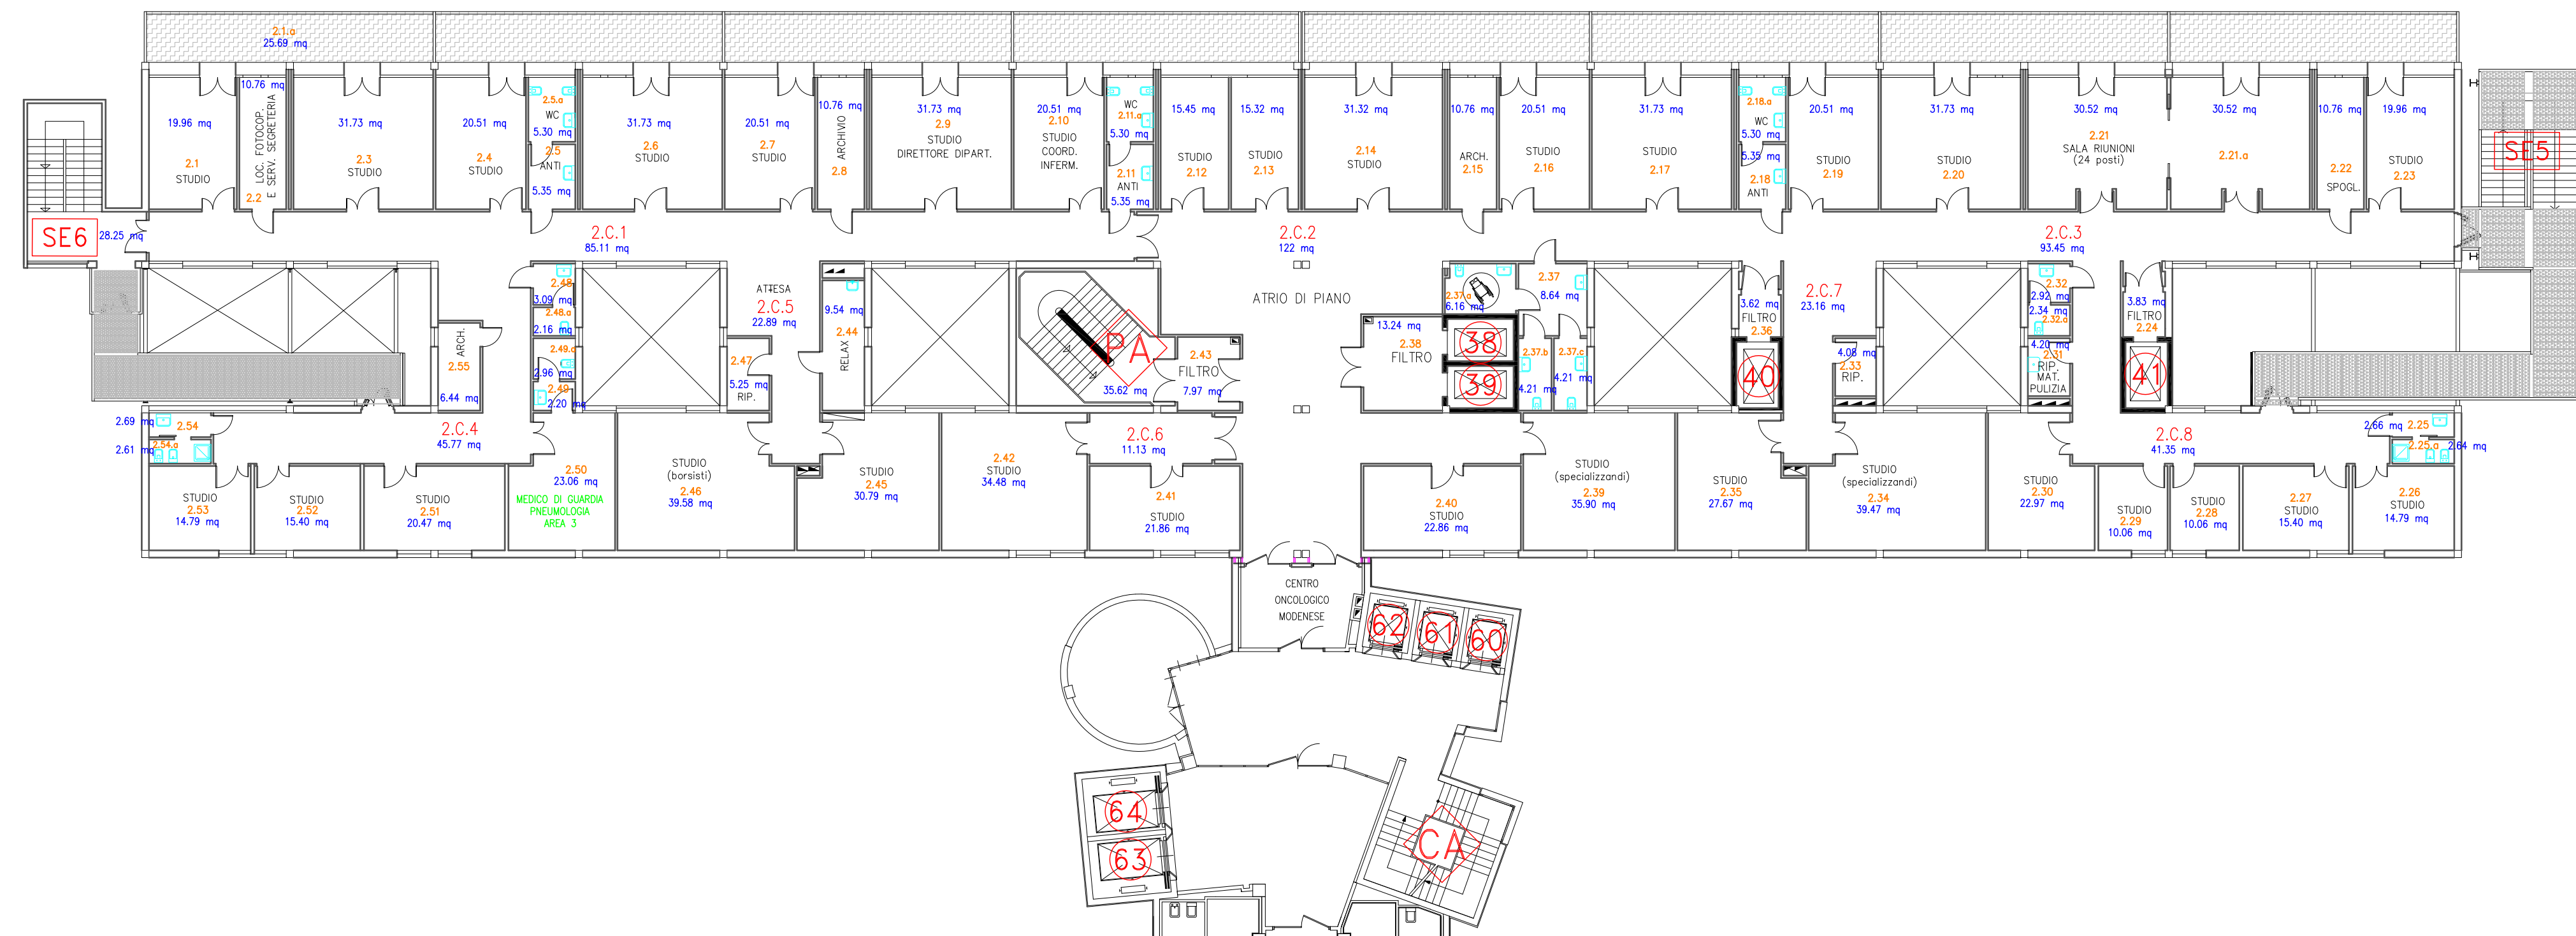 2.1.a
25.69 mq
19.96 mq
2.1
STUDIO
10.76 mq
LOC. FOTOCOP.
E SERV. SEGRETERIA
2.2
31.73 mq
2.3
STUDIO
20.51 mq
2.4
STUDIO
2.5.a
WC
5.30 mq
2.5
ANTI
5.35 mq
31.73 mq
2.6
STUDIO
20.51 mq
2.7
STUDIO
10.76 mq
ARCHIVIO
2.8
31.73 mq
2.9
STUDIO
DIRETTORE DIPART.
20.51 mq
2.10
STUDIO
COORD.
INFERM.
WC
2.11.a
5.30 mq
2.11
ANTI
5.35 mq
15.45 mq
STUDIO
2.12
15.32 mq
STUDIO
2.13
31.32 mq
2.14
STUDIO
10.76 mq
ARCH.
2.15
20.51 mq
STUDIO
2.16
31.73 mq
STUDIO
2.17
2.18.a
WC
5.30 mq
5.35 mq
2.18
ANTI
20.51 mq
STUDIO
2.19
31.73 mq
STUDIO
2.20
30.52 mq
2.21
SALA RIUNIONI
(24 posti)
30.52 mq
2.21.a
10.76 mq
2.22
SPOGL.
19.96 mq
STUDIO
2.23
SE5
SE6
28.25 mq
2.C.1
85.11 mq
2.C.2
122 mq
2.C.3
93.45 mq
ATRIO DI PIANO
2.48
3.09 mq
2.48.a
2.16 mq
2.49.a
2.96 mq
2.49
2.20 mq
ARCH.
2.55
6.44 mq
ATTESA
2.C.5
22.89 mq
2.47
5.25 mq
RIP.
9.54 mq
2.44
RELAX
PA
35.62 mq
2.43
FILTRO
7.97 mq
13.24 mq
2.38
FILTRO
2.37.a
6.16 mq
2.37
8.64 mq
38
39
2.37.b
4.21 mq
2.37.c
4.21 mq
3.62 mq
FILTRO
2.36
40
2.C.7
23.16 mq
4.08 mq
2.33
RIP.
2.32
2.92 mq
2.34 mq
2.32.a
4.20 mq
2.31
RIP.
MAT.
PULIZIA
3.83 mq
FILTRO
2.24
41
2.69 mq
2.54
2.54.a
2.61 mq
2.C.4
45.77 mq
2.C.6
11.13 mq
2.C.8
41.35 mq
2.66 mq
2.25
2.25.a
2.64 mq
STUDIO
2.53
14.79 mq
STUDIO
2.52
15.40 mq
STUDIO
2.51
20.47 mq
2.50
23.06 mq
MEDICO DI GUARDIA
PNEUMOLOGIA
AREA 3
STUDIO
(borsisti)
2.46
39.58 mq
STUDIO
2.45
30.79 mq
2.42
STUDIO
34.48 mq
2.41
STUDIO
21.86 mq
2.40
STUDIO
22.86 mq
STUDIO
(specializzandi)
2.39
35.90 mq
STUDIO
2.35
27.67 mq
STUDIO
(specializzandi)
2.34
39.47 mq
STUDIO
2.30
22.97 mq
STUDIO
2.29
10.06 mq
STUDIO
2.28
10.06 mq
2.27
STUDIO
15.40 mq
2.26
STUDIO
14.79 mq
CENTRO
ONCOLOGICO
MODENESE
62
61
60
64
63
CA